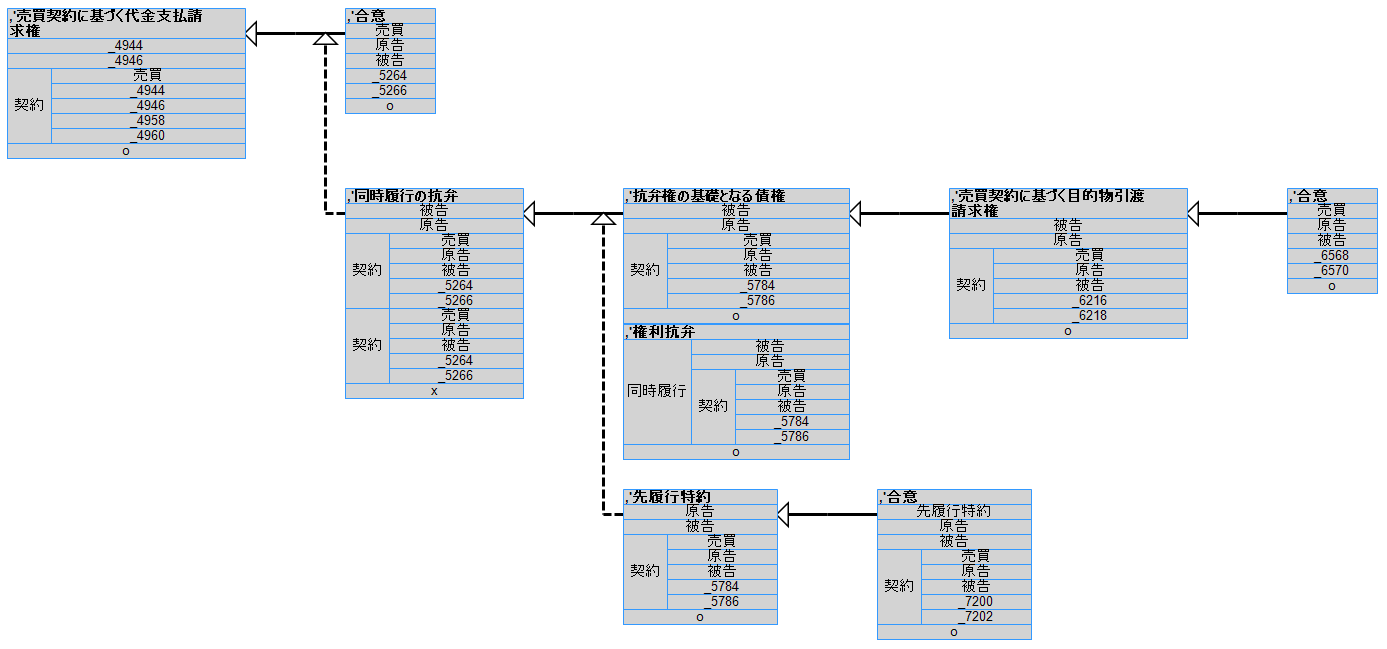 ,'売買契約に基づく代金支払請
求権
_4944
_4946
契約
売買
_4944
_4946
_4958
_4960
o
,'合意
売買
原告
被告
_5264
_5266
o
,'同時履行の抗弁
被告
原告
契約
売買
原告
被告
_5264
_5266
契約
売買
原告
被告
_5264
_5266
x
,'抗弁権の基礎となる債権
被告
原告
契約
売買
原告
被告
_5784
_5786
o
,'権利抗弁
同時履行
被告
原告
契約
売買
原告
被告
_5784
_5786
o
,'売買契約に基づく目的物引渡
請求権
被告
原告
契約
売買
原告
被告
_6216
_6218
o
,'合意
売買
原告
被告
_6568
_6570
o
,'先履行特約
原告
被告
契約
売買
原告
被告
_5784
_5786
o
,'合意
先履行特約
原告
被告
契約
売買
原告
被告
_7200
_7202
o